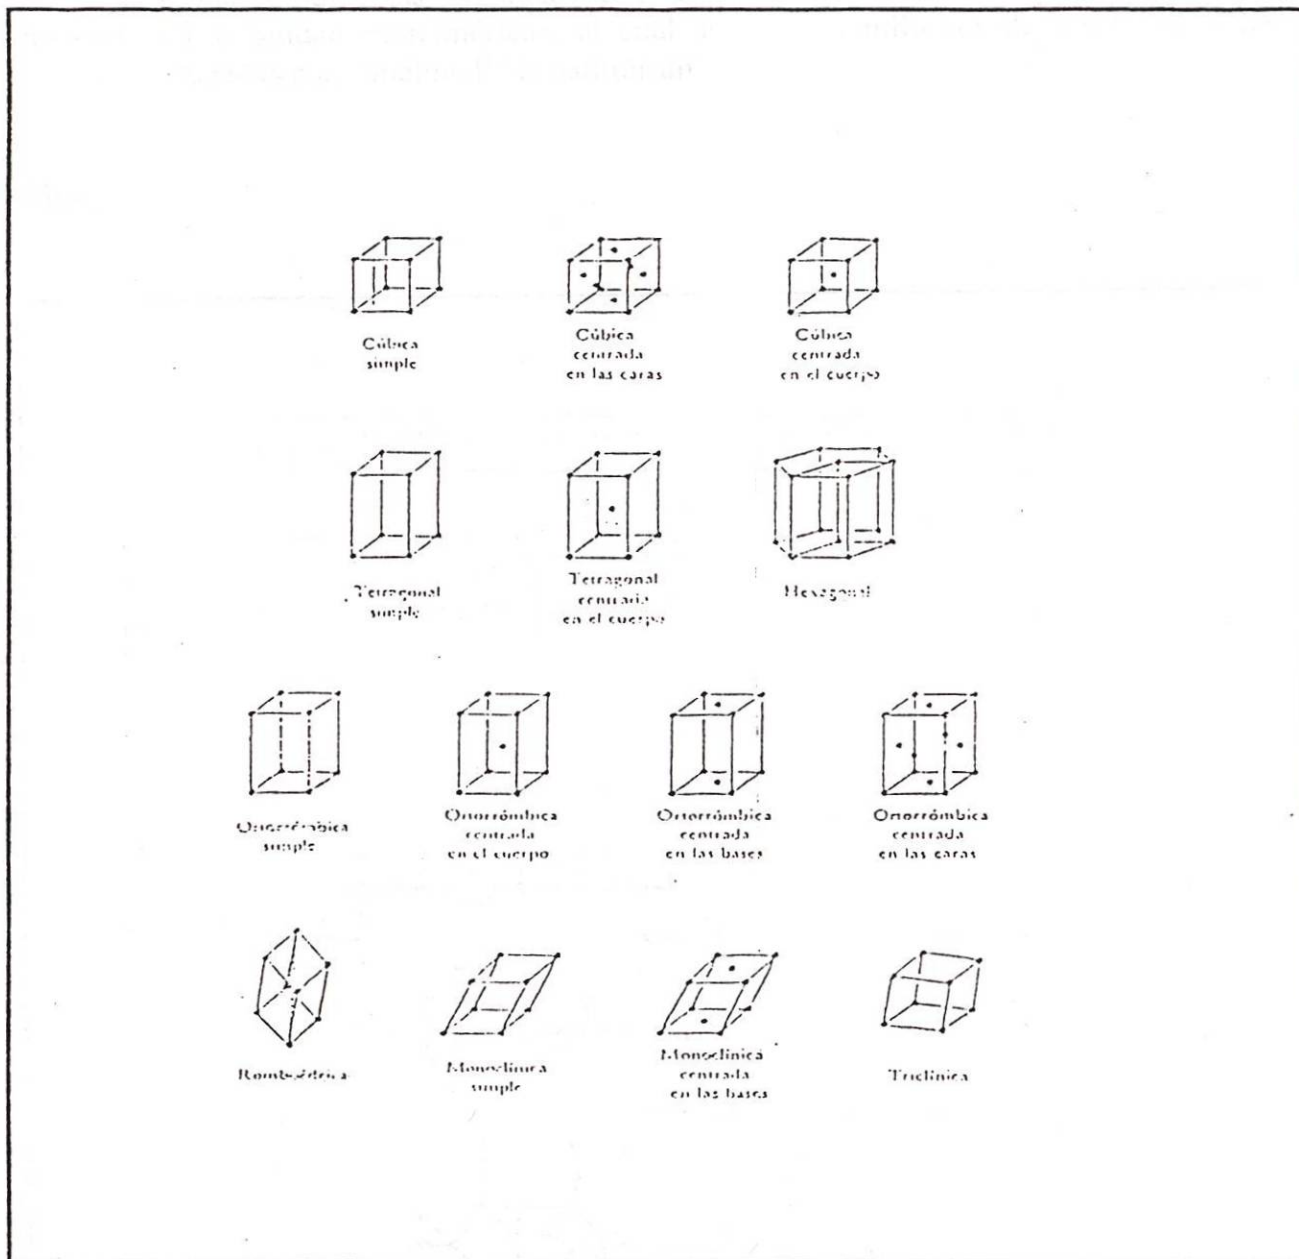 Cúbica
simple
Cúbica
centrada
en las caras
Cúbica
centrada
en el cuerpo
Tetragonal
simple
Tetragonal
centrada
en el cuerpo
Hexagonal
Ortorrómbica
simple
Ortorrómbica
centrada
en el cuerpo
Ortorrómbica
centrada
en las bases
Ortorrómbica
centrada
en las caras
Romboédrica
Monoclínica
simple
Monoclínica
centrada
en las bases
Triclínica